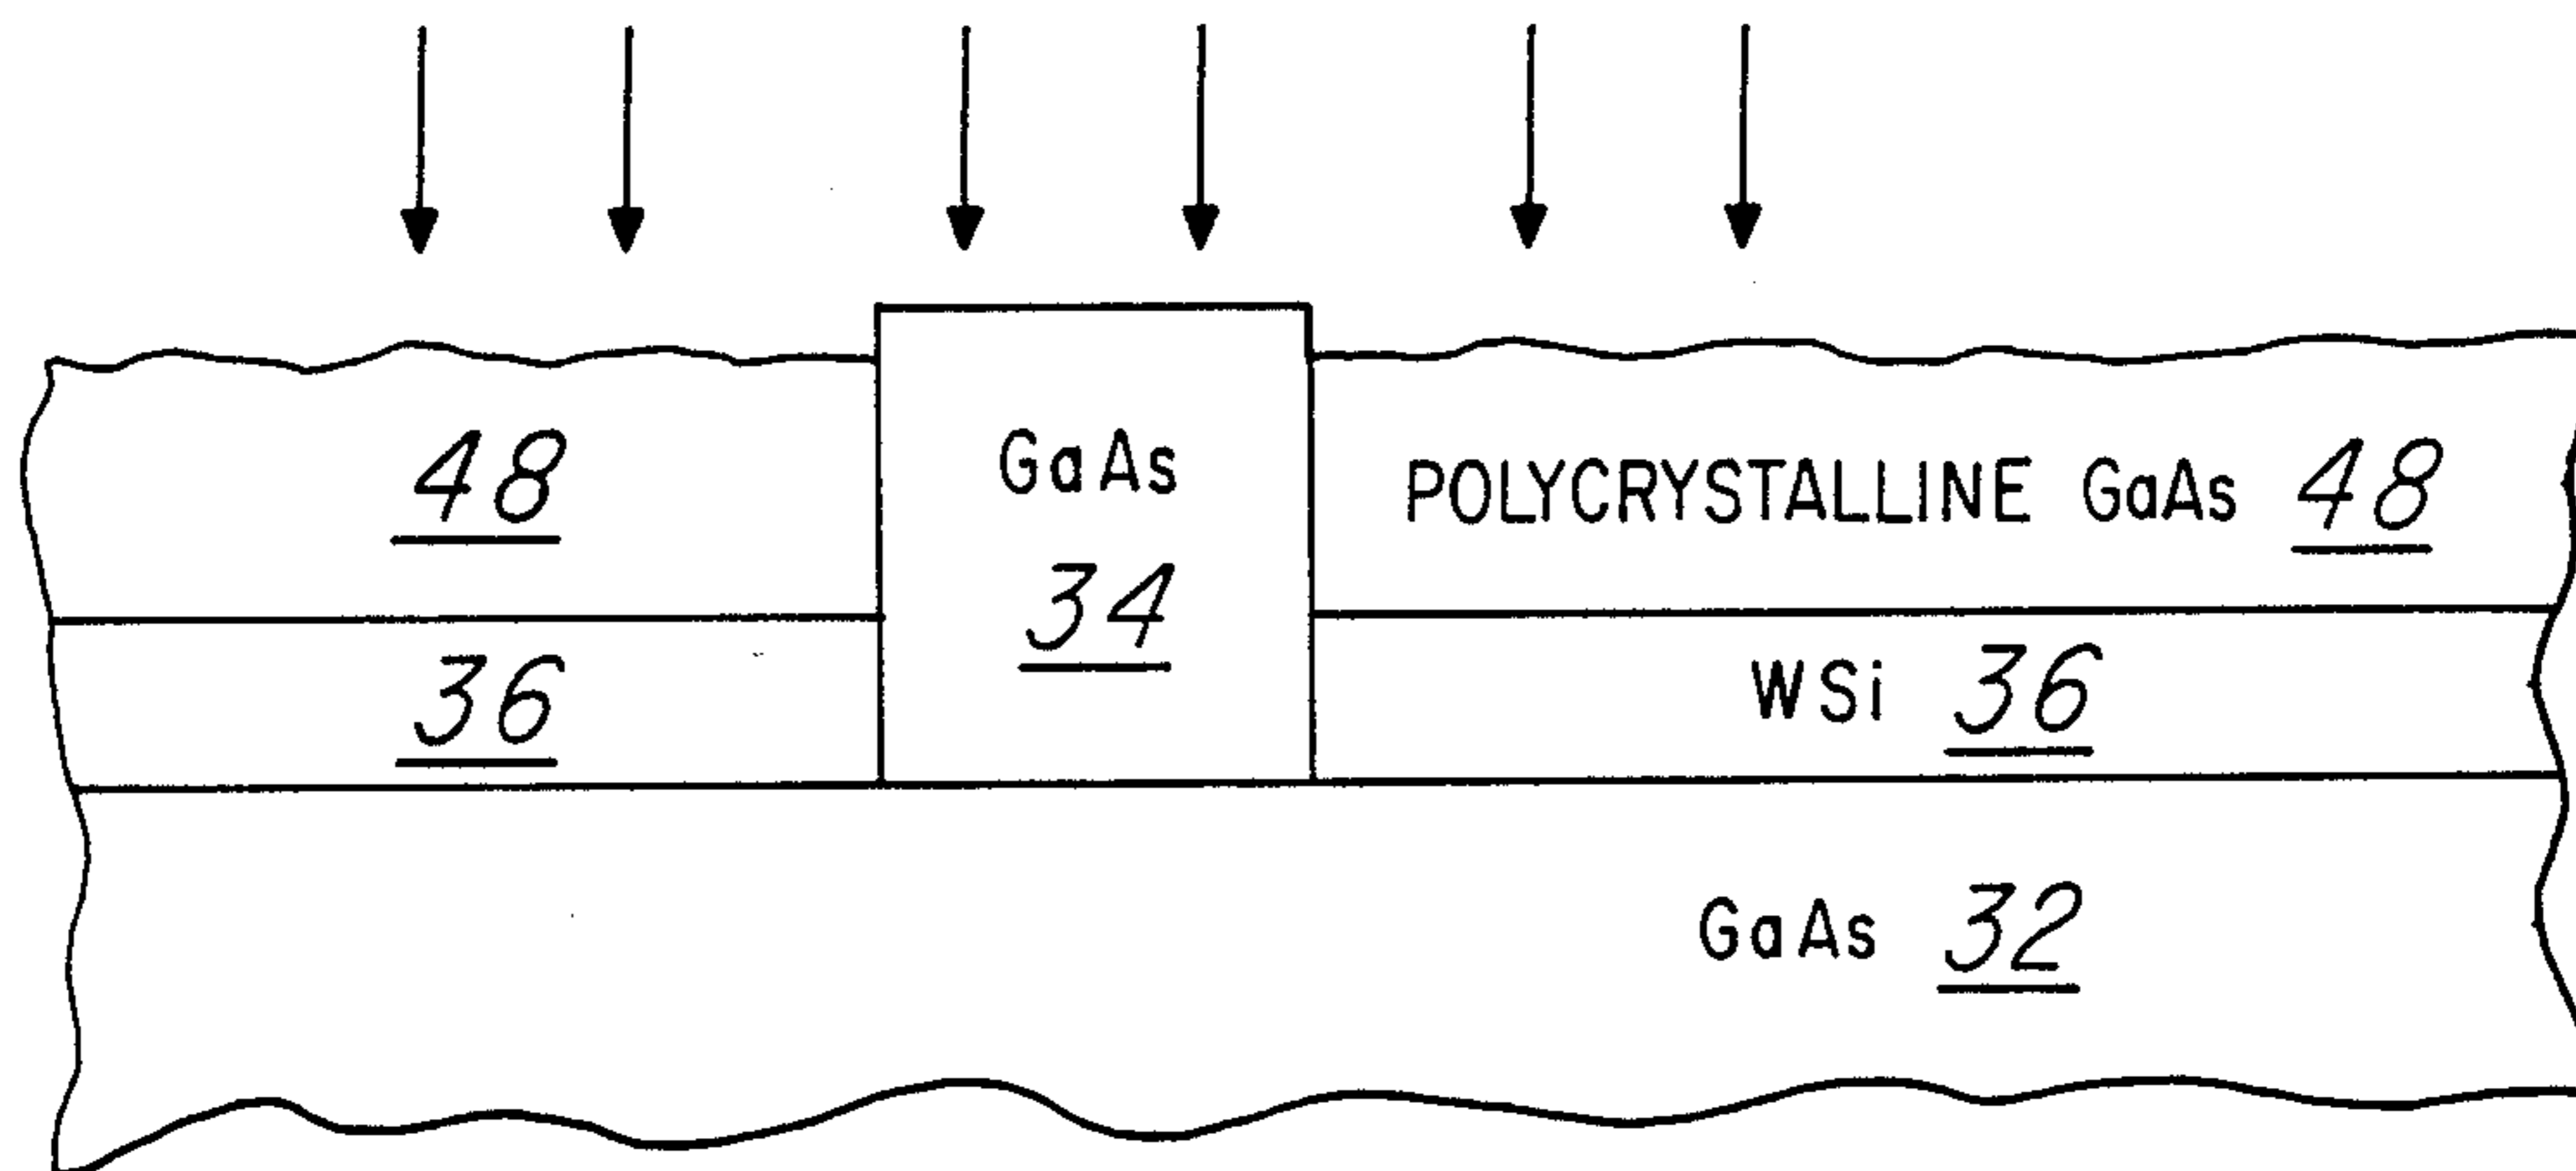 48
GaAs
34
POLYCRYSTALLINE GaAs 48
36
WSi 36
GaAs 32